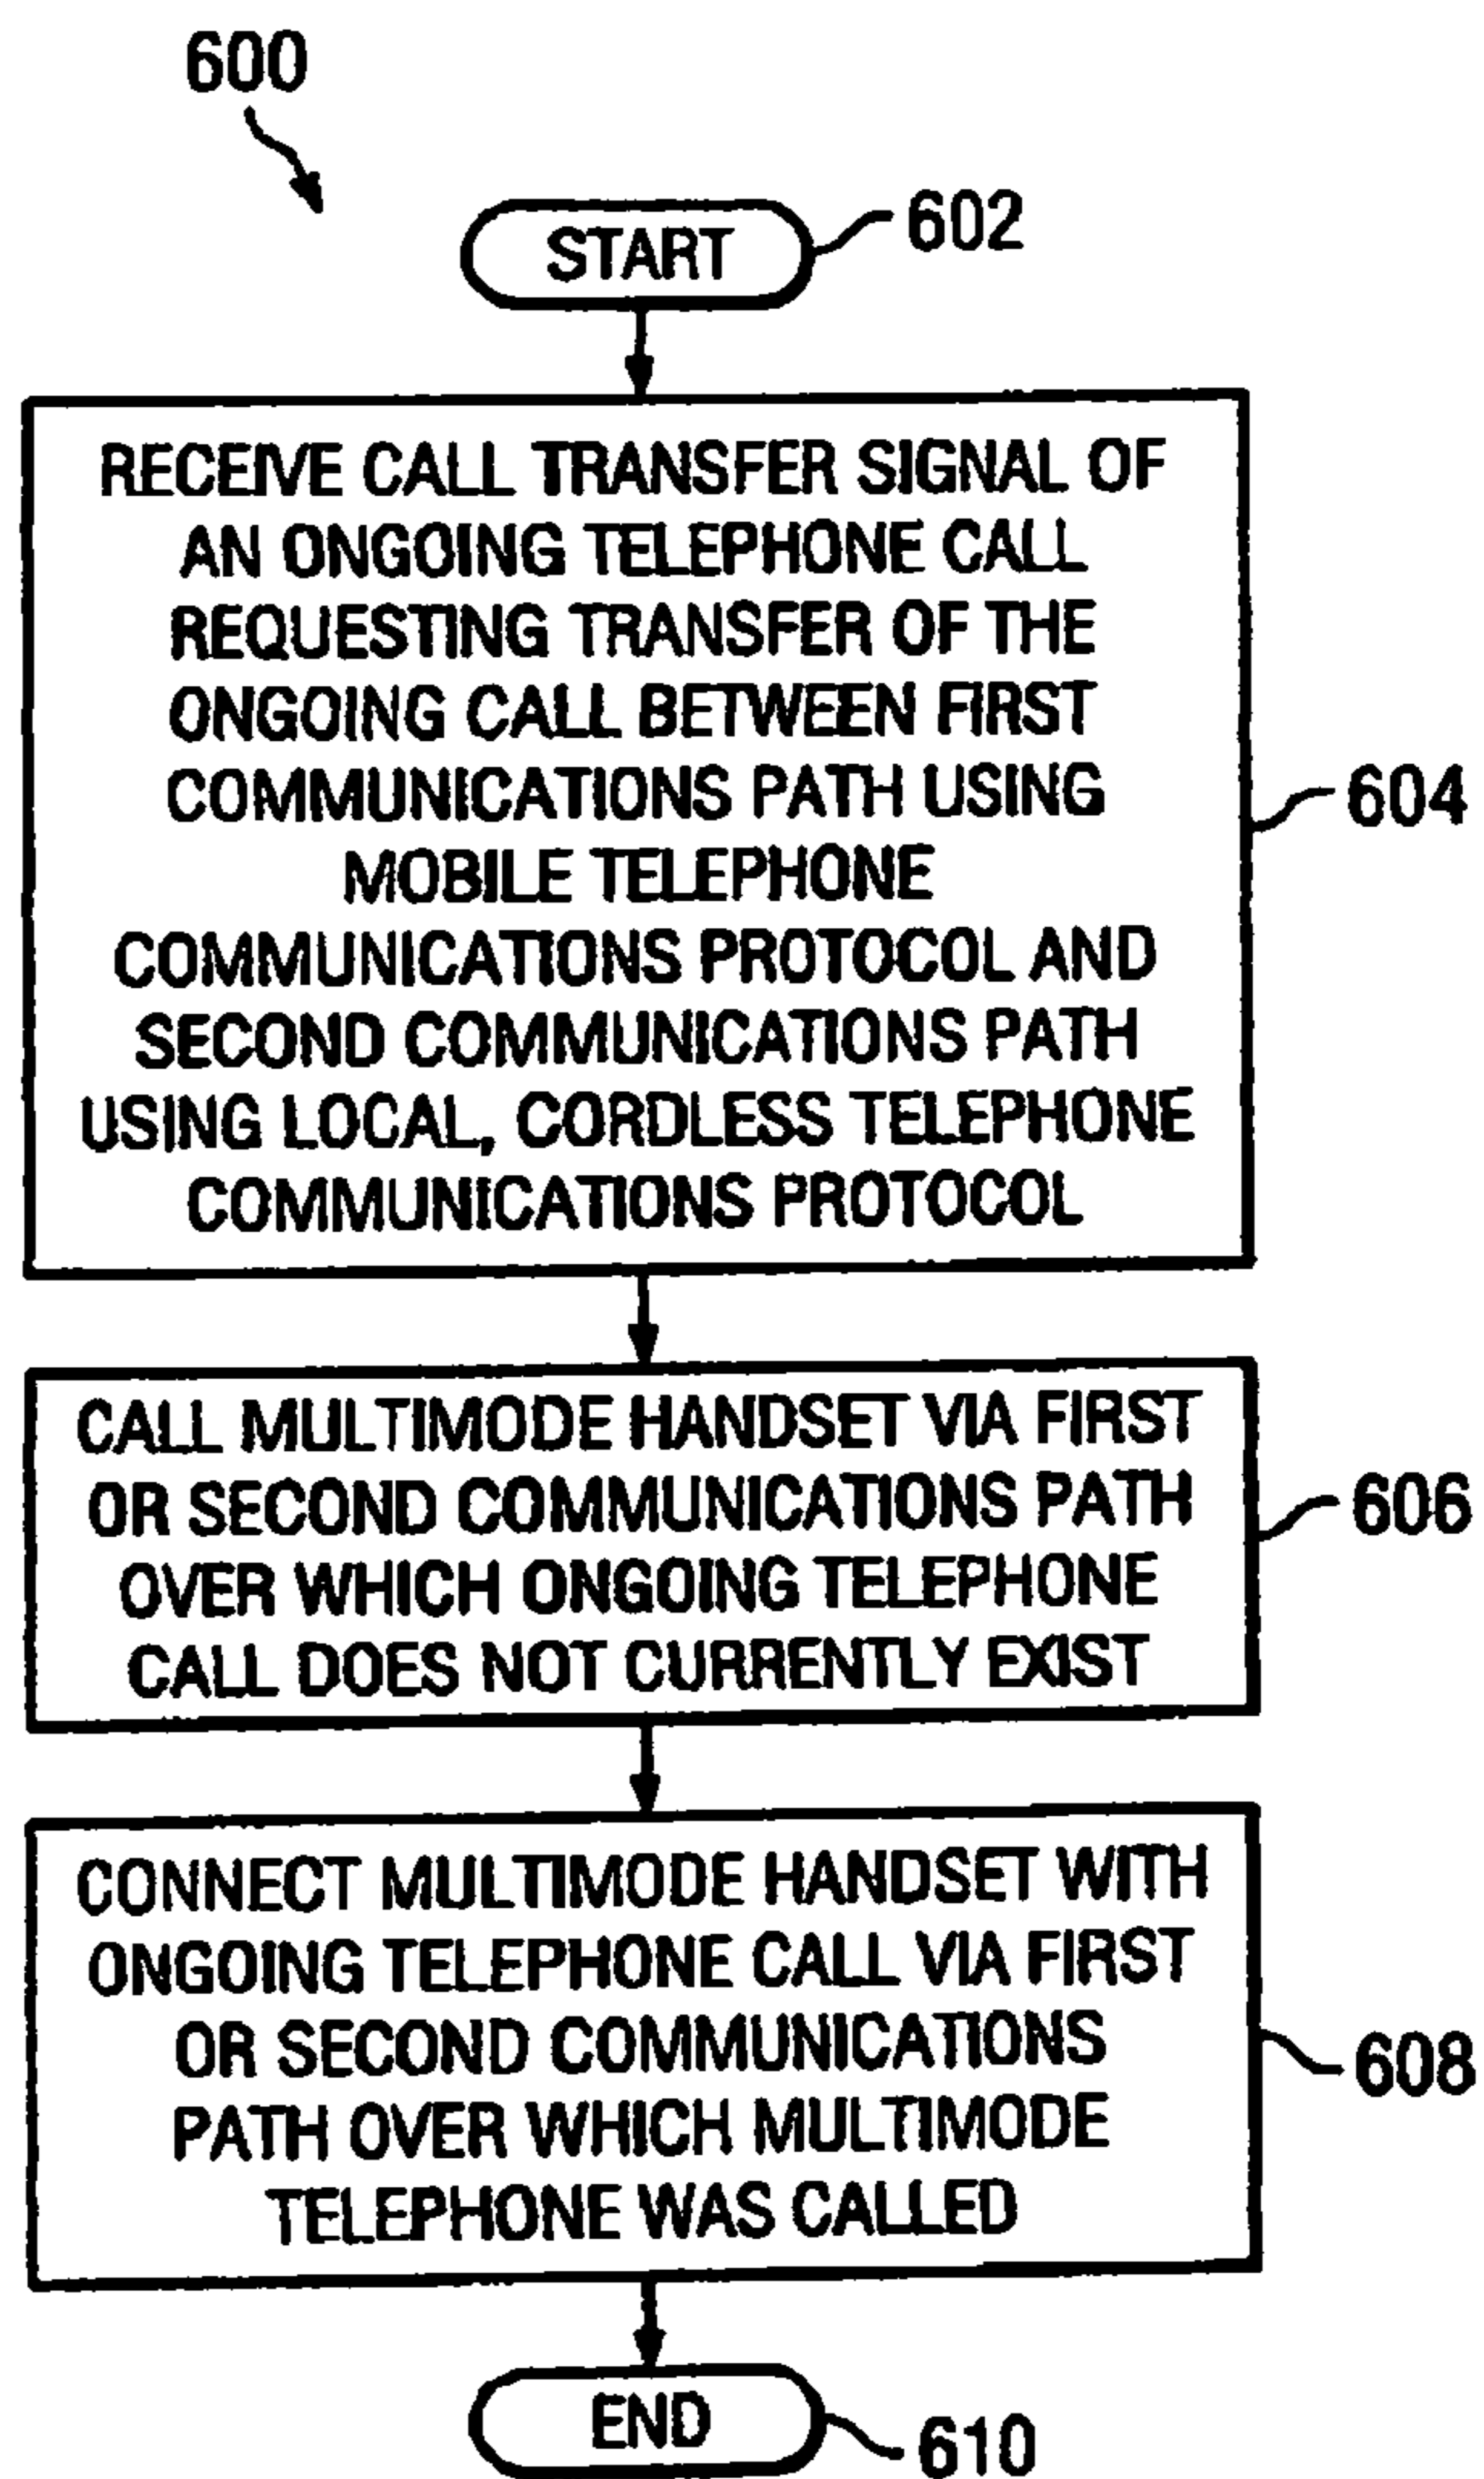 600
START
602
RECEIVE CALL TRANSFER SIGNAL OF
AN ONGOING TELEPHONE CALL
REQUESTING TRANSFER OF THE
ONGOING CALL BETWEEN FIRST
COMMUNICATIONS PATH USING
MOBILE TELEPHONE
COMMUNICATIONS PROTOCOL AND
SECOND COMMUNICATIONS PATH
USING LOCAL, CORDLESS TELEPHONE
COMMUNICATIONS PROTOCOL
604
CALL MULTIMODE HANDSET VIA FIRST
OR SECOND COMMUNICATIONS PATH
OVER WHICH ONGOING TELEPHONE
CALL DOES NOT CURRENTLY EXIST
606
CONNECT MULTIMODE HANDSET WITH
ONGOING TELEPHONE CALL VIA FIRST
OR SECOND COMMUNICATIONS
PATH OVER WHICH MULTIMODE
TELEPHONE WAS CALLED
608
END
610